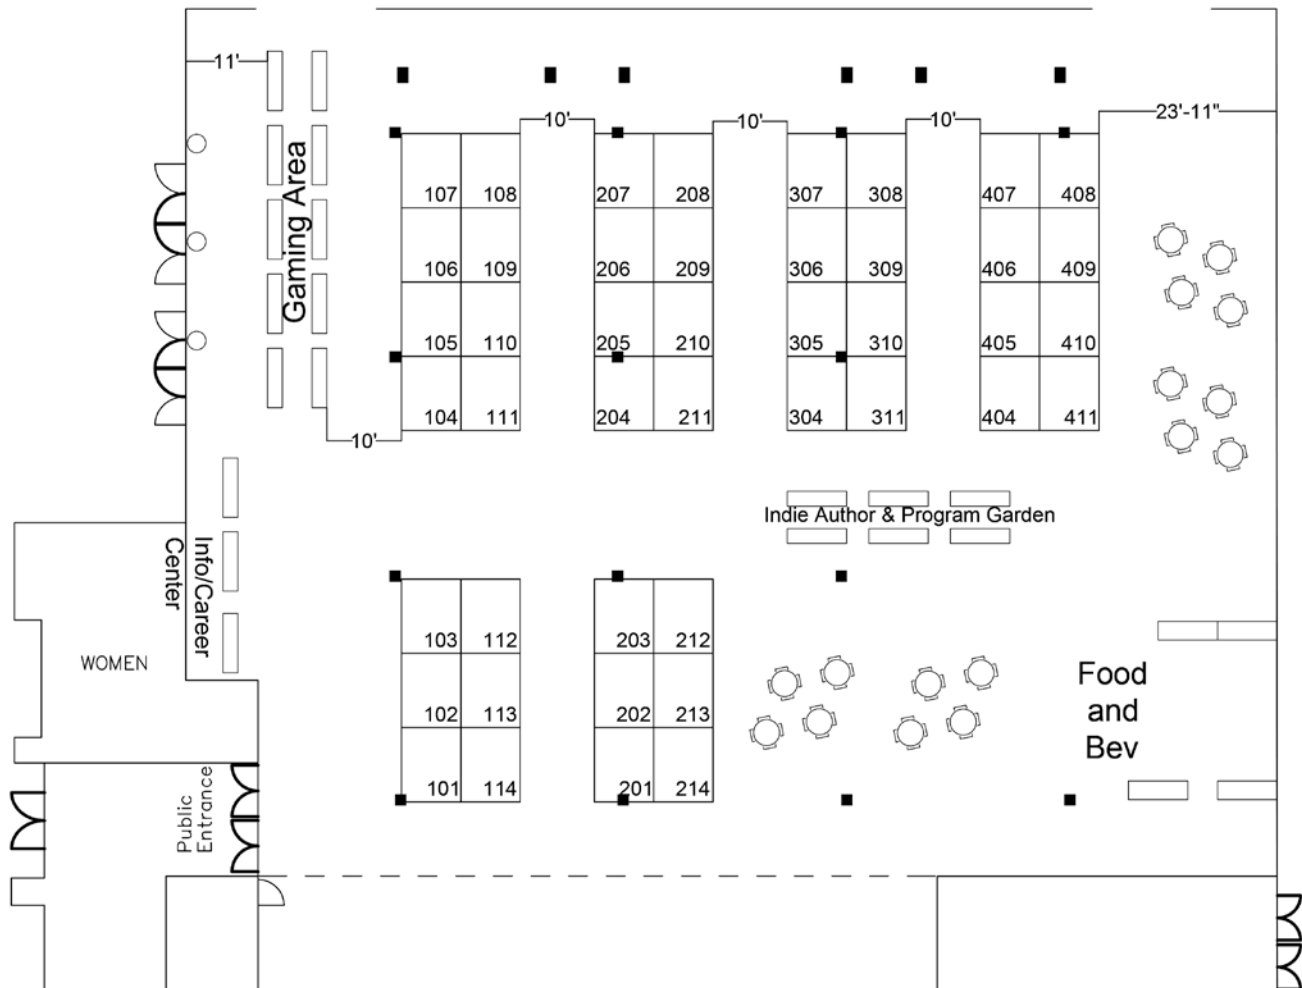 11'
10'
10'
10'
23'-11"
Gaming Area
107 108 207 208 307 308 407 408
106 109 206 209 306 309 406 409
105 110 205 210 305 310 405 410
104 111 204 211 304 311 404 411
10'
Indie Author & Program Garden
Info/Career
Center
WOMEN
103 112 203 212
102 113 202 213
101 114 201 214
Food
and
Bev
Public
Entrance